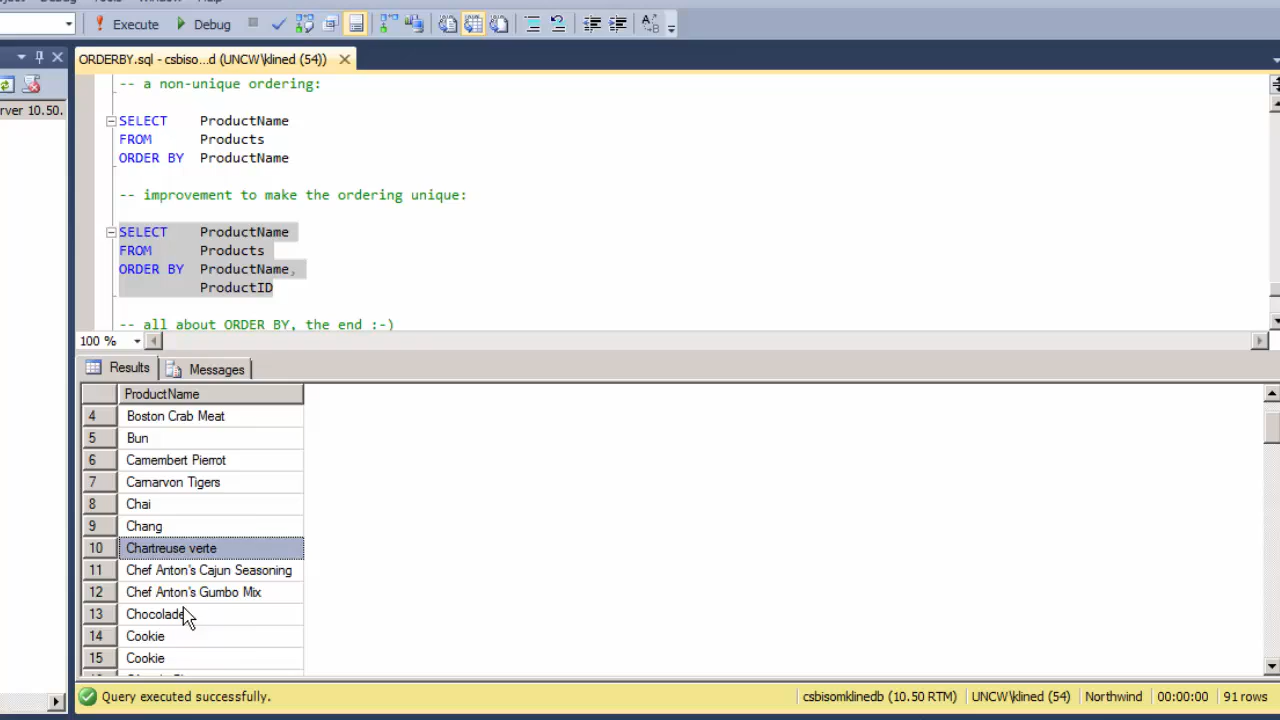 Execute Debug
ORDERBY.sql - csbiso...d (UNCW\klined (54))
rver 10.50.
-- a non-unique ordering:
SELECT ProductName
FROM Products
ORDER BY ProductName
-- improvement to make the ordering unique:
SELECT ProductName
FROM Products
ORDER BY ProductName,
ProductID
-- all about ORDER BY, the end :-)
100 %
Results Messages
ProductName
4 Boston Crab Meat
5 Bun
6 Camembert Pierrot
7 Carnarvon Tigers
8 Chai
9 Chang
10 Chartreuse verte
11 Chef Anton's Cajun Seasoning
12 Chef Anton's Gumbo Mix
13 Chocolade
14 Cookie
15 Cookie
Query executed successfully. csbisomklinedb (10.50 RTM) UNCW\klined (54) Northwind 00:00:00 91 rows